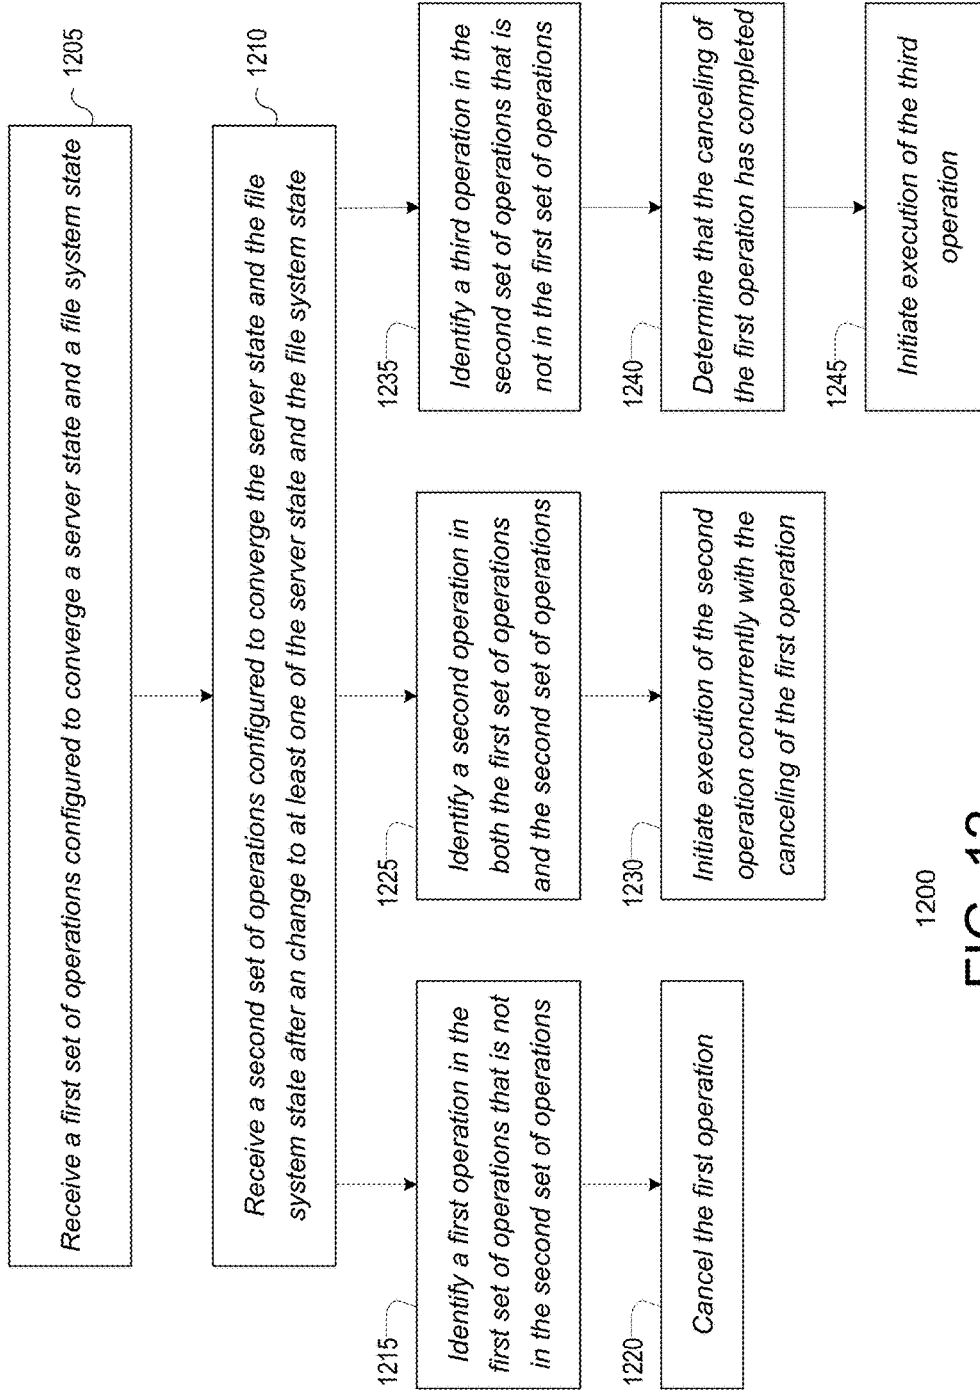 Receive a first set of operations configured to converge a server state and a file system state
1205
Receive a second set of operations configured to converge the server state and the file
system state after an change to at least one of the server state and the file system state
1210
1215
Identify a first operation in the
first set of operations that is not
in the second set of operations
1220
Cancel the first operation
1225
Identify a second operation in
both the first set of operations
and the second set of operations
1230
Initiate execution of the second
operation concurrently with the
canceling of the first operation
1235
Identify a third operation in the
second set of operations that is
not in the first set of operations
1240
Determine that the canceling of
the first operation has completed
1245
Initiate execution of the third
operation
1200
FIG.